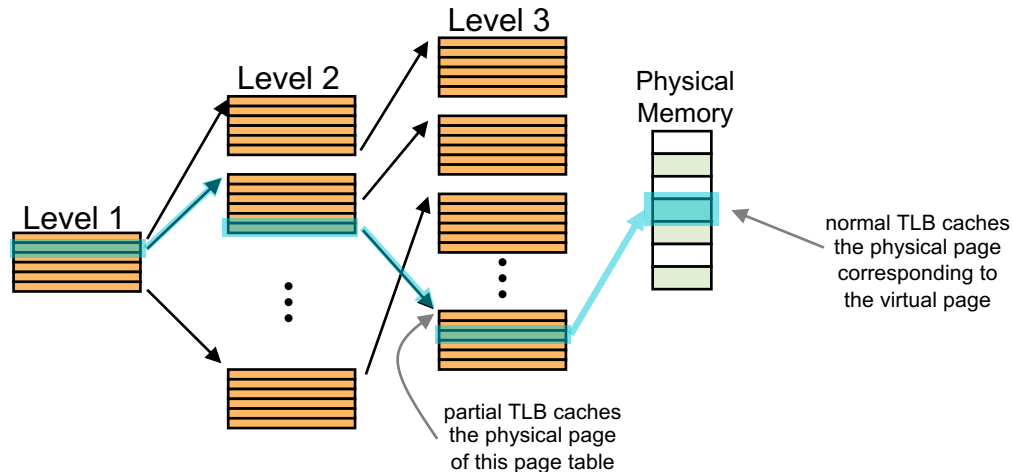 Level 3
Level 2
Physical
Memory
Level 1
normal TLB caches
the physical page
corresponding to
the virtual page
partial TLB caches
the physical page
of this page table